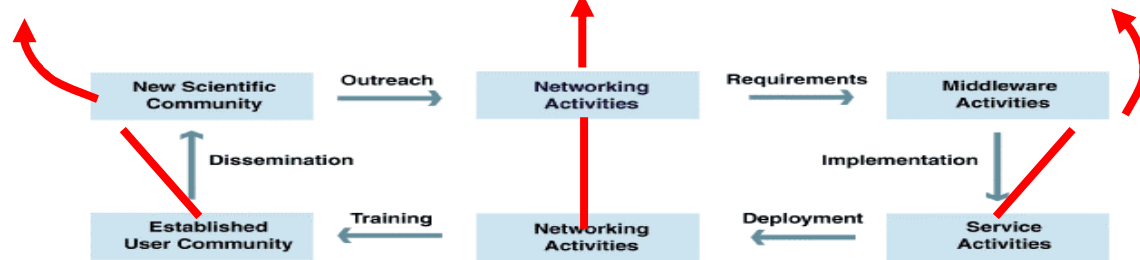 New Scientific
Community
Outreach
Networking
Activities
Requirements
Middleware
Activities
Dissemination
Implementation
Established
User Community
Training
Networking
Activities
Deployment
Service
Activities